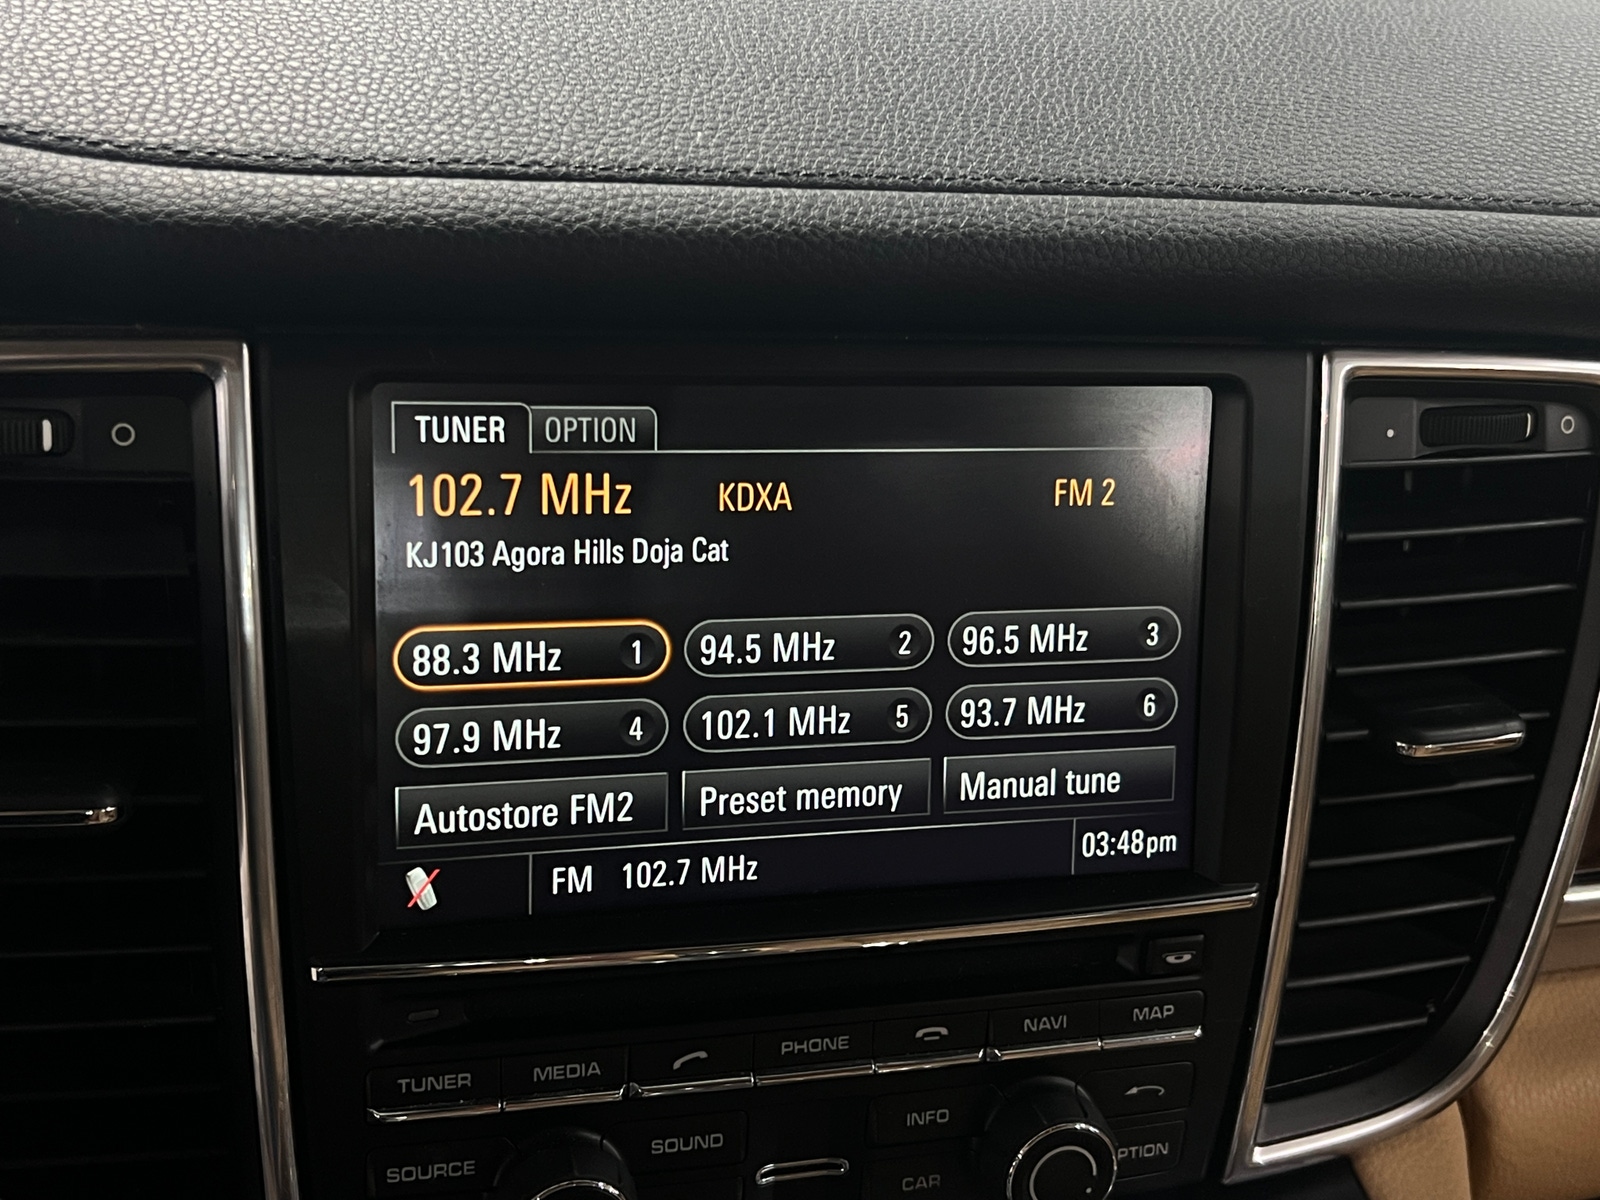 TUNER OPTION
102.7 MHz KDXA FM 2
KJ103 Agora Hills Doja Cat
88.3 MHz 1 94.5 MHz 2 96.5 MHz 3
97.9 MHz 4 102.1 MHz 5 93.7 MHz 6
Autostore FM2 Preset memory Manual tune
FM 102.7 MHz 03:48pm
TUNER MEDIA PHONE NAVI MAP
SOURCE SOUND INFO
CAR PTION